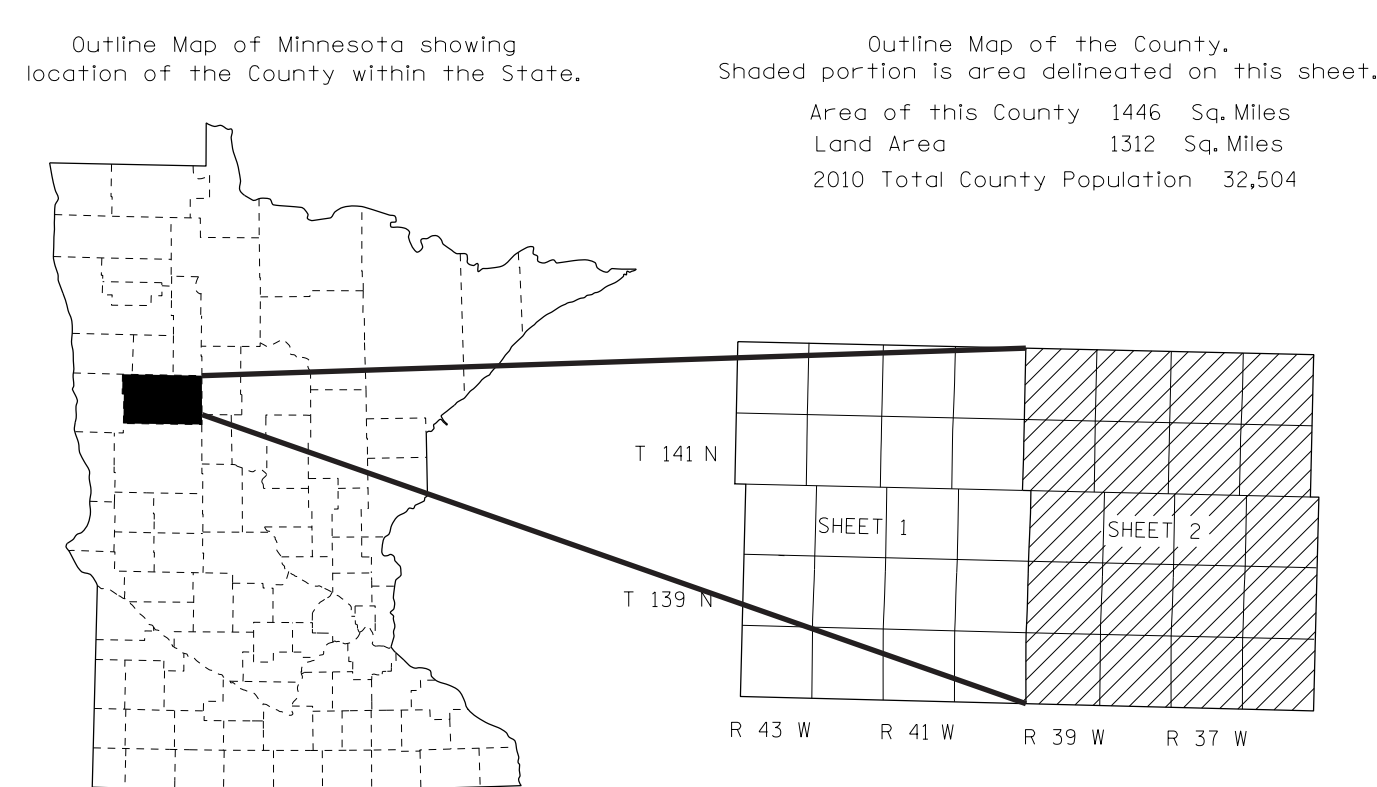 Outline Map of Minnesota showing
location of the County within the State.
Outline Map of the County.
Shaded portion is area delineated on this sheet.
Area of this County 1446 Sq. Miles
Land Area 1312 Sq. Miles
2010 Total County Population 32,504
T 141 N
SHEET 1
SHEET 2
T 139 N
R 43 W
R 41 W
R 39 W
R 37 W